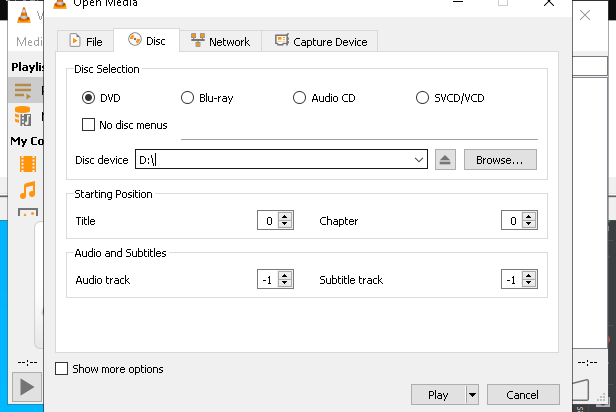 Open Media
Medi
File
Disc
Network
Capture Device
Playlis
Disc Selection
DVD
Blu-ray
Audio CD
SVCD/VCD
No disc menus
My Co
Disc device
D:\
Browse...
Starting Position
Title
0
Chapter
0
Audio and Subtitles
Audio track
-1
Subtitle track
-1
--:--
--:--
Show more options
Play
Cancel